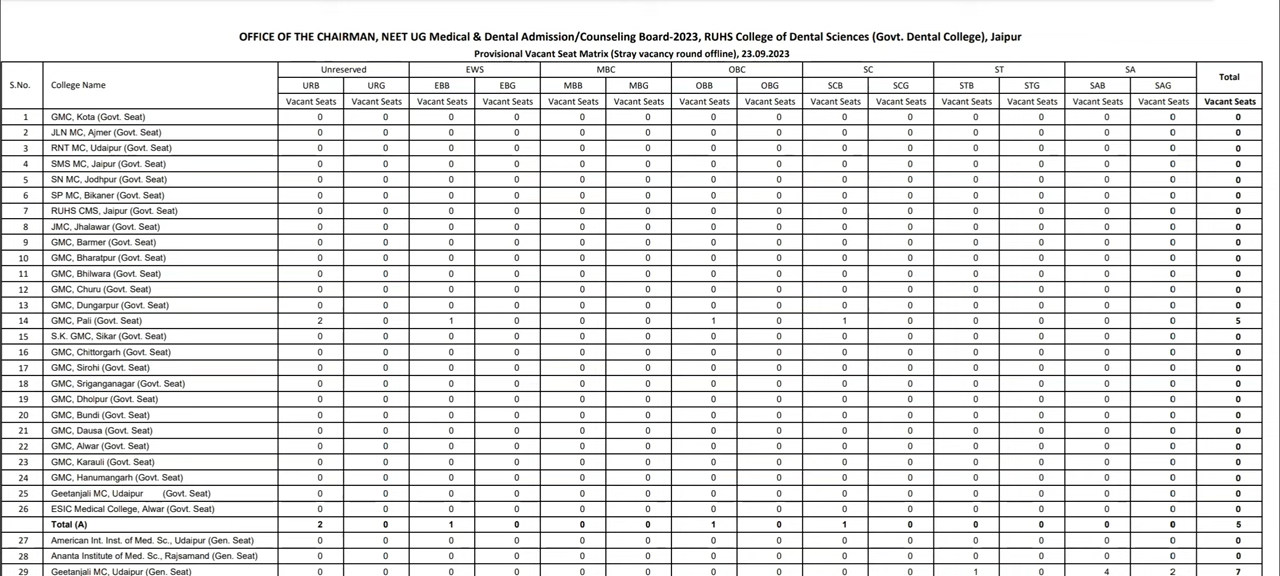 OFFICE OF THE CHAIRMAN, NEET UG Medical & Dental Admission/Counseling Board-2023, RUHS College of Dental Sciences (Govt. Dental College), Jaipur
Provisional Vacant Seat Matrix (Stray vacancy round offline), 23.09.2023
S.No. College Name Unreserved EWS MBC OBC SC ST SA Total
URB URG EBB EBG MBB MBG OBB OBG SCB SCG STB STG SAB SAG
Vacant Seats Vacant Seats Vacant Seats Vacant Seats Vacant Seats Vacant Seats Vacant Seats Vacant Seats Vacant Seats Vacant Seats Vacant Seats Vacant Seats Vacant Seats Vacant Seats Vacant Seats
1 GMC, Kota (Govt. Seat) 0 0 0 0 0 0 0 0 0 0 0 0 0 0 0
2 JLN MC, Ajmer (Govt. Seat) 0 0 0 0 0 0 0 0 0 0 0 0 0 0 0
3 RNT MC, Udaipur (Govt. Seat) 0 0 0 0 0 0 0 0 0 0 0 0 0 0 0
4 SMS MC, Jaipur (Govt. Seat) 0 0 0 0 0 0 0 0 0 0 0 0 0 0 0
5 SN MC, Jodhpur (Govt. Seat) 0 0 0 0 0 0 0 0 0 0 0 0 0 0 0
6 SP MC, Bikaner (Govt. Seat) 0 0 0 0 0 0 0 0 0 0 0 0 0 0 0
7 RUHS CMS, Jaipur (Govt. Seat) 0 0 0 0 0 0 0 0 0 0 0 0 0 0 0
8 JMC, Jhalawar (Govt. Seat) 0 0 0 0 0 0 0 0 0 0 0 0 0 0 0
9 GMC, Barmer (Govt. Seat) 0 0 0 0 0 0 0 0 0 0 0 0 0 0 0
10 GMC, Bharatpur (Govt. Seat) 0 0 0 0 0 0 0 0 0 0 0 0 0 0 0
11 GMC, Bhilwara (Govt. Seat) 0 0 0 0 0 0 0 0 0 0 0 0 0 0 0
12 GMC, Churu (Govt. Seat) 0 0 0 0 0 0 0 0 0 0 0 0 0 0 0
13 GMC, Dungarpur (Govt. Seat) 0 0 0 0 0 0 0 0 0 0 0 0 0 0 0
14 GMC, Pali (Govt. Seat) 2 0 1 0 0 0 1 0 1 0 0 0 0 0 5
15 S.K. GMC, Sikar (Govt. Seat) 0 0 0 0 0 0 0 0 0 0 0 0 0 0 0
16 GMC, Chittorgarh (Govt. Seat) 0 0 0 0 0 0 0 0 0 0 0 0 0 0 0
17 GMC, Sirohi (Govt. Seat) 0 0 0 0 0 0 0 0 0 0 0 0 0 0 0
18 GMC, Sriganganagar (Govt. Seat) 0 0 0 0 0 0 0 0 0 0 0 0 0 0 0
19 GMC, Dholpur (Govt. Seat) 0 0 0 0 0 0 0 0 0 0 0 0 0 0 0
20 GMC, Bundi (Govt. Seat) 0 0 0 0 0 0 0 0 0 0 0 0 0 0 0
21 GMC, Dausa (Govt. Seat) 0 0 0 0 0 0 0 0 0 0 0 0 0 0 0
22 GMC, Alwar (Govt. Seat) 0 0 0 0 0 0 0 0 0 0 0 0 0 0 0
23 GMC, Karauli (Govt. Seat) 0 0 0 0 0 0 0 0 0 0 0 0 0 0 0
24 GMC, Hanumangarh (Govt. Seat) 0 0 0 0 0 0 0 0 0 0 0 0 0 0 0
25 Geetanjali MC, Udaipur (Govt. Seat) 0 0 0 0 0 0 0 0 0 0 0 0 0 0 0
26 ESIC Medical College, Alwar (Govt. Seat) 0 0 0 0 0 0 0 0 0 0 0 0 0 0 0
Total (A) 2 0 1 0 0 0 1 0 1 0 0 0 0 0 5
27 American Int. Inst. of Med. Sc., Udaipur (Gen. Seat) 0 0 0 0 0 0 0 0 0 0 0 0 0 0 0
28 Ananta Institute of Med. Sc., Rajsamand (Gen. Seat) 0 0 0 0 0 0 0 0 0 0 0 0 0 0 0
29 Geetanjali MC, Udaipur (Gen. Seat) 0 0 0 0 0 0 0 0 0 0 1 0 4 2 7